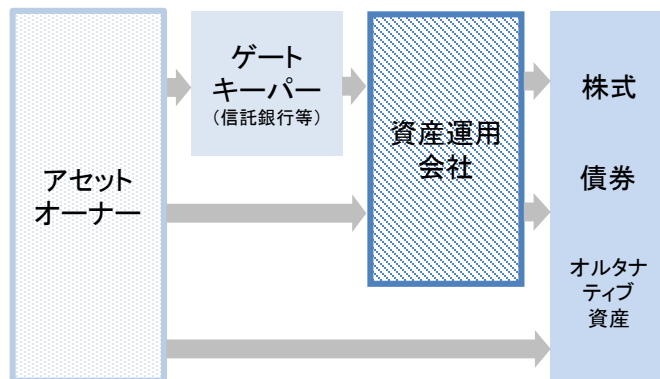 アセット
オーナー
ゲート
キーパー
（信託銀行等）
資産運用
会社
株式
債券
オルタナ
ティブ
資産